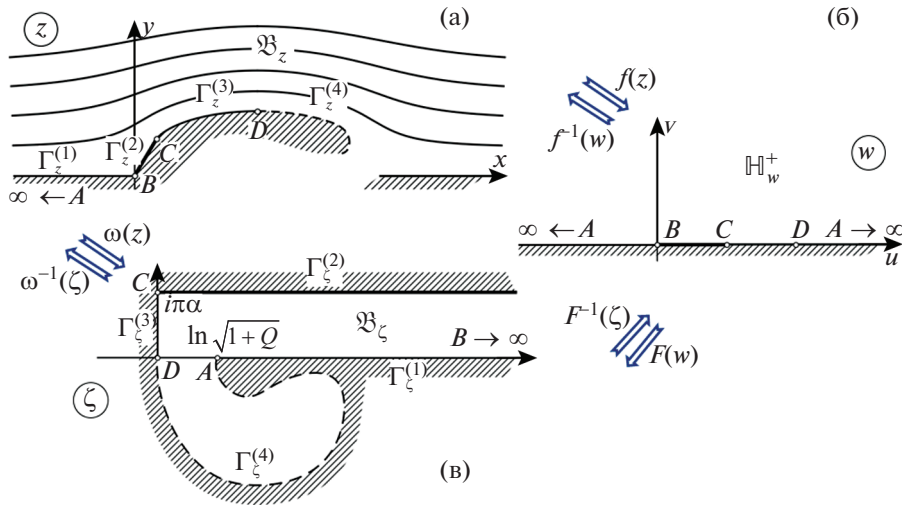 (а)
z
y
𝔅_z
Γ_z^(3)
Γ_z^(4)
Γ_z^(1)
Γ_z^(2)
C
D
x
∞ ← A
B
(б)
f(z)
f⁻¹(w)
v
w
ℍ_w^+
∞ ← A
B
C
D
A → ∞
u
ω(z)
ω⁻¹(ζ)
F⁻¹(ζ)
F(w)
C
Γ_ζ^(2)
iπα
Γ_ζ^(3)
ln √1 + Q
𝔅_ζ
B → ∞
D
A
Γ_ζ^(1)
ζ
Γ_ζ^(4)
(в)